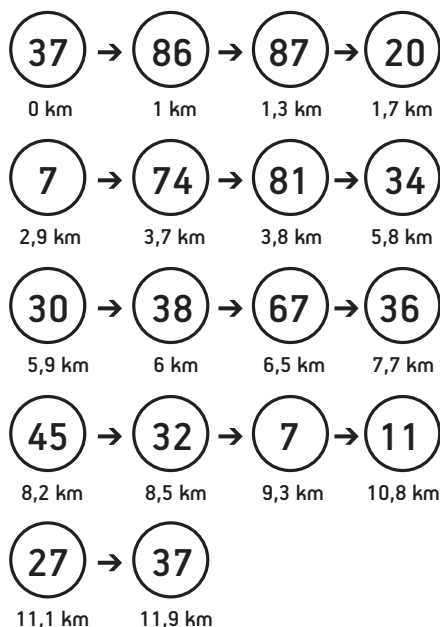 37 → 86 → 87 → 20
0 km 1 km 1,3 km 1,7 km
7 → 74 → 81 → 34
2,9 km 3,7 km 3,8 km 5,8 km
30 → 38 → 67 → 36
5,9 km 6 km 6,5 km 7,7 km
45 → 32 → 7 → 11
8,2 km 8,5 km 9,3 km 10,8 km
27 → 37
11,1 km 11,9 km